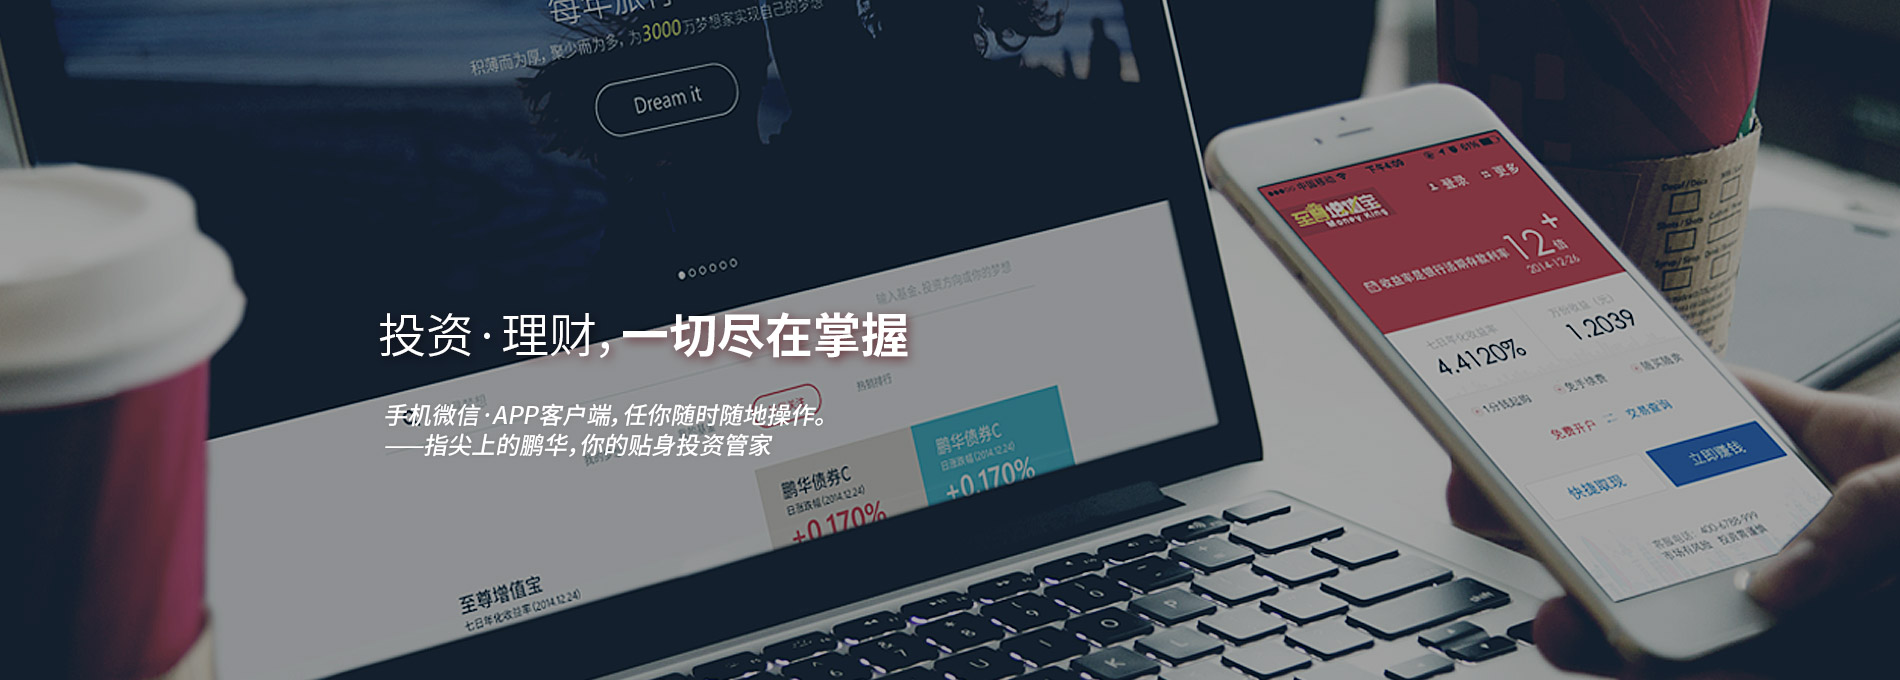 每年旅行
积薄而为厚，聚少而为多，为3000万梦想家实现自己的梦想
Dream it
输入基金、投资方向或你的梦想
投资·理财，一切尽在掌握
热销排行
手机微信·APP客户端，任你随时随地操作。
——指尖上的鹏华，你的贴身投资管家
鹏华债券C
日涨跌幅(2014.12.24)
+0.170%
鹏华债券C
日涨跌幅(2014.12.24)
+0.170%
至尊增值宝
七日年化收益率(2014.12.24)
中国移动
下午4:09
61%
登录
更多
至尊增值宝
Money King
收益率是银行活期存款利率12+倍
2014-12-26
七日年化收益率
4.4120%
万份收益（元）
1.2039
1分钱起购
免手续费
随买随卖
免费开户
交易查询
快捷取现
立即赚钱
客服电话：400-6788-999
市场有风险 投资需谨慎
shift
P
O
I
U
K
L